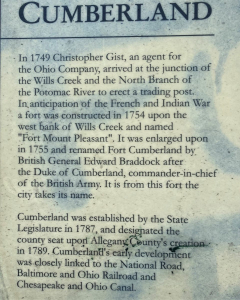 CUMBERLAND
In 1749 Christopher Gist, an agent for
the Ohio Company, arrived at the junction of
the Wills Creek and the North Branch of
the Potomac River to erect a trading post.
In anticipation of the French and Indian War
a fort was constructed in 1754 upon the
west bank of Wills Creek and named
"Fort Mount Pleasant". It was enlarged upon
in 1755 and renamed Fort Cumberland by
British General Edward Braddock after
the Duke of Cumberland, commander-in-chief
of the British Army. It is from this fort the
city takes its name.
Cumberland was established by the State
Legislature in 1787, and designated the
county seat upon Allegany County's creation
in 1789. Cumberland's early development
was closely linked to the National Road,
Baltimore and Ohio Railroad and
Chesapeake and Ohio Canal.